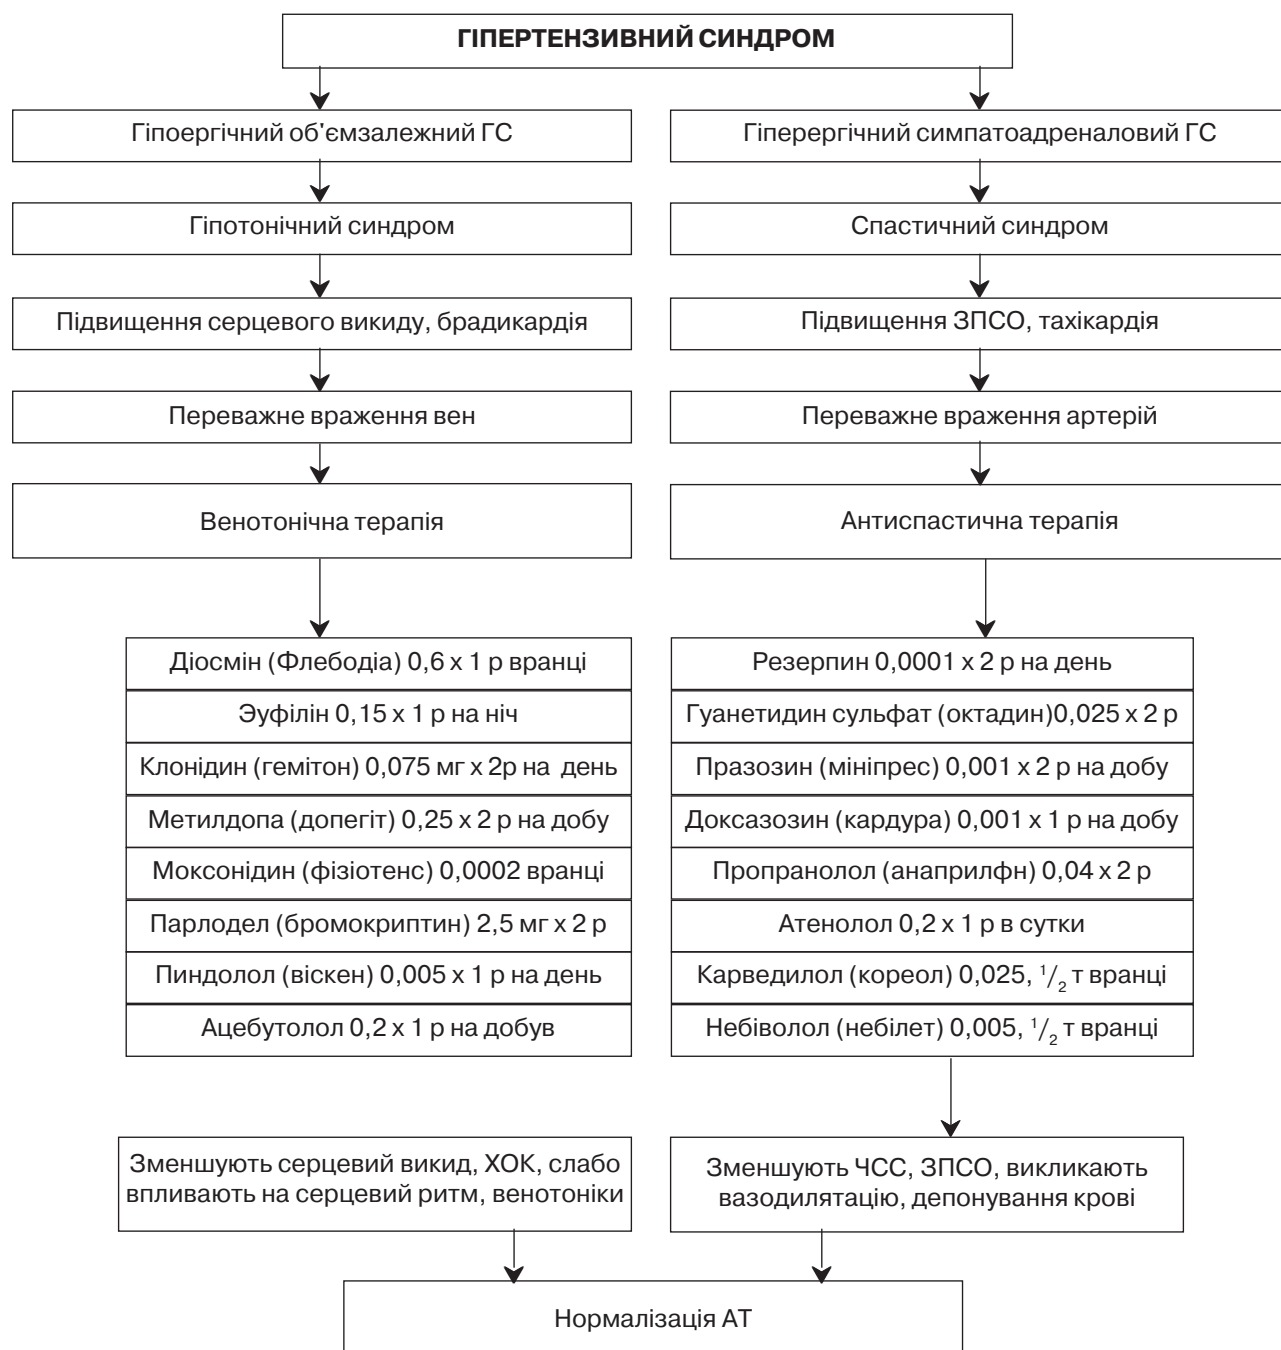 ГІПЕРТЕНЗИВНИЙ СИНДРОМ
Гіпоергічний об'ємзалежний ГС
Гіперергічний симпатоадреналовий ГС
Гіпотонічний синдром
Спастичний синдром
Підвищення серцевого викиду, брадикардія
Підвищення ЗПСО, тахікардія
Переважне враження вен
Переважне враження артерій
Венотонічна терапія
Антиспастична терапія
Діосмін (Флебодіа) 0,6 х 1 р вранці
Резерпин 0,0001 х 2 р на день
Эуфілін 0,15 х 1 р на ніч
Гуанетидин сульфат (октадин)0,025 х 2 р
Клонідин (гемітон) 0,075 мг х 2р на день
Празозин (мініпрес) 0,001 х 2 р на добу
Метилдопа (допегіт) 0,25 х 2 р на добу
Доксазозин (кардура) 0,001 х 1 р на добу
Моксонідин (фізіотенс) 0,0002 вранці
Пропранолол (анаприлфн) 0,04 х 2 р
Парлодел (бромокриптин) 2,5 мг х 2 р
Атенолол 0,2 х 1 р в сутки
Пиндолол (віскен) 0,005 х 1 р на день
Карведилол (кореол) 0,025, 1/2 т вранці
Ацебутолол 0,2 х 1 р на добув
Небіволол (небілет) 0,005, 1/2 т вранці
Зменшують серцевий викид, ХОК, слабо
впливають на серцевий ритм, венотоніки
Зменшують ЧСС, ЗПСО, викликають
вазодилятацію, депонування крові
Нормалізація АТ